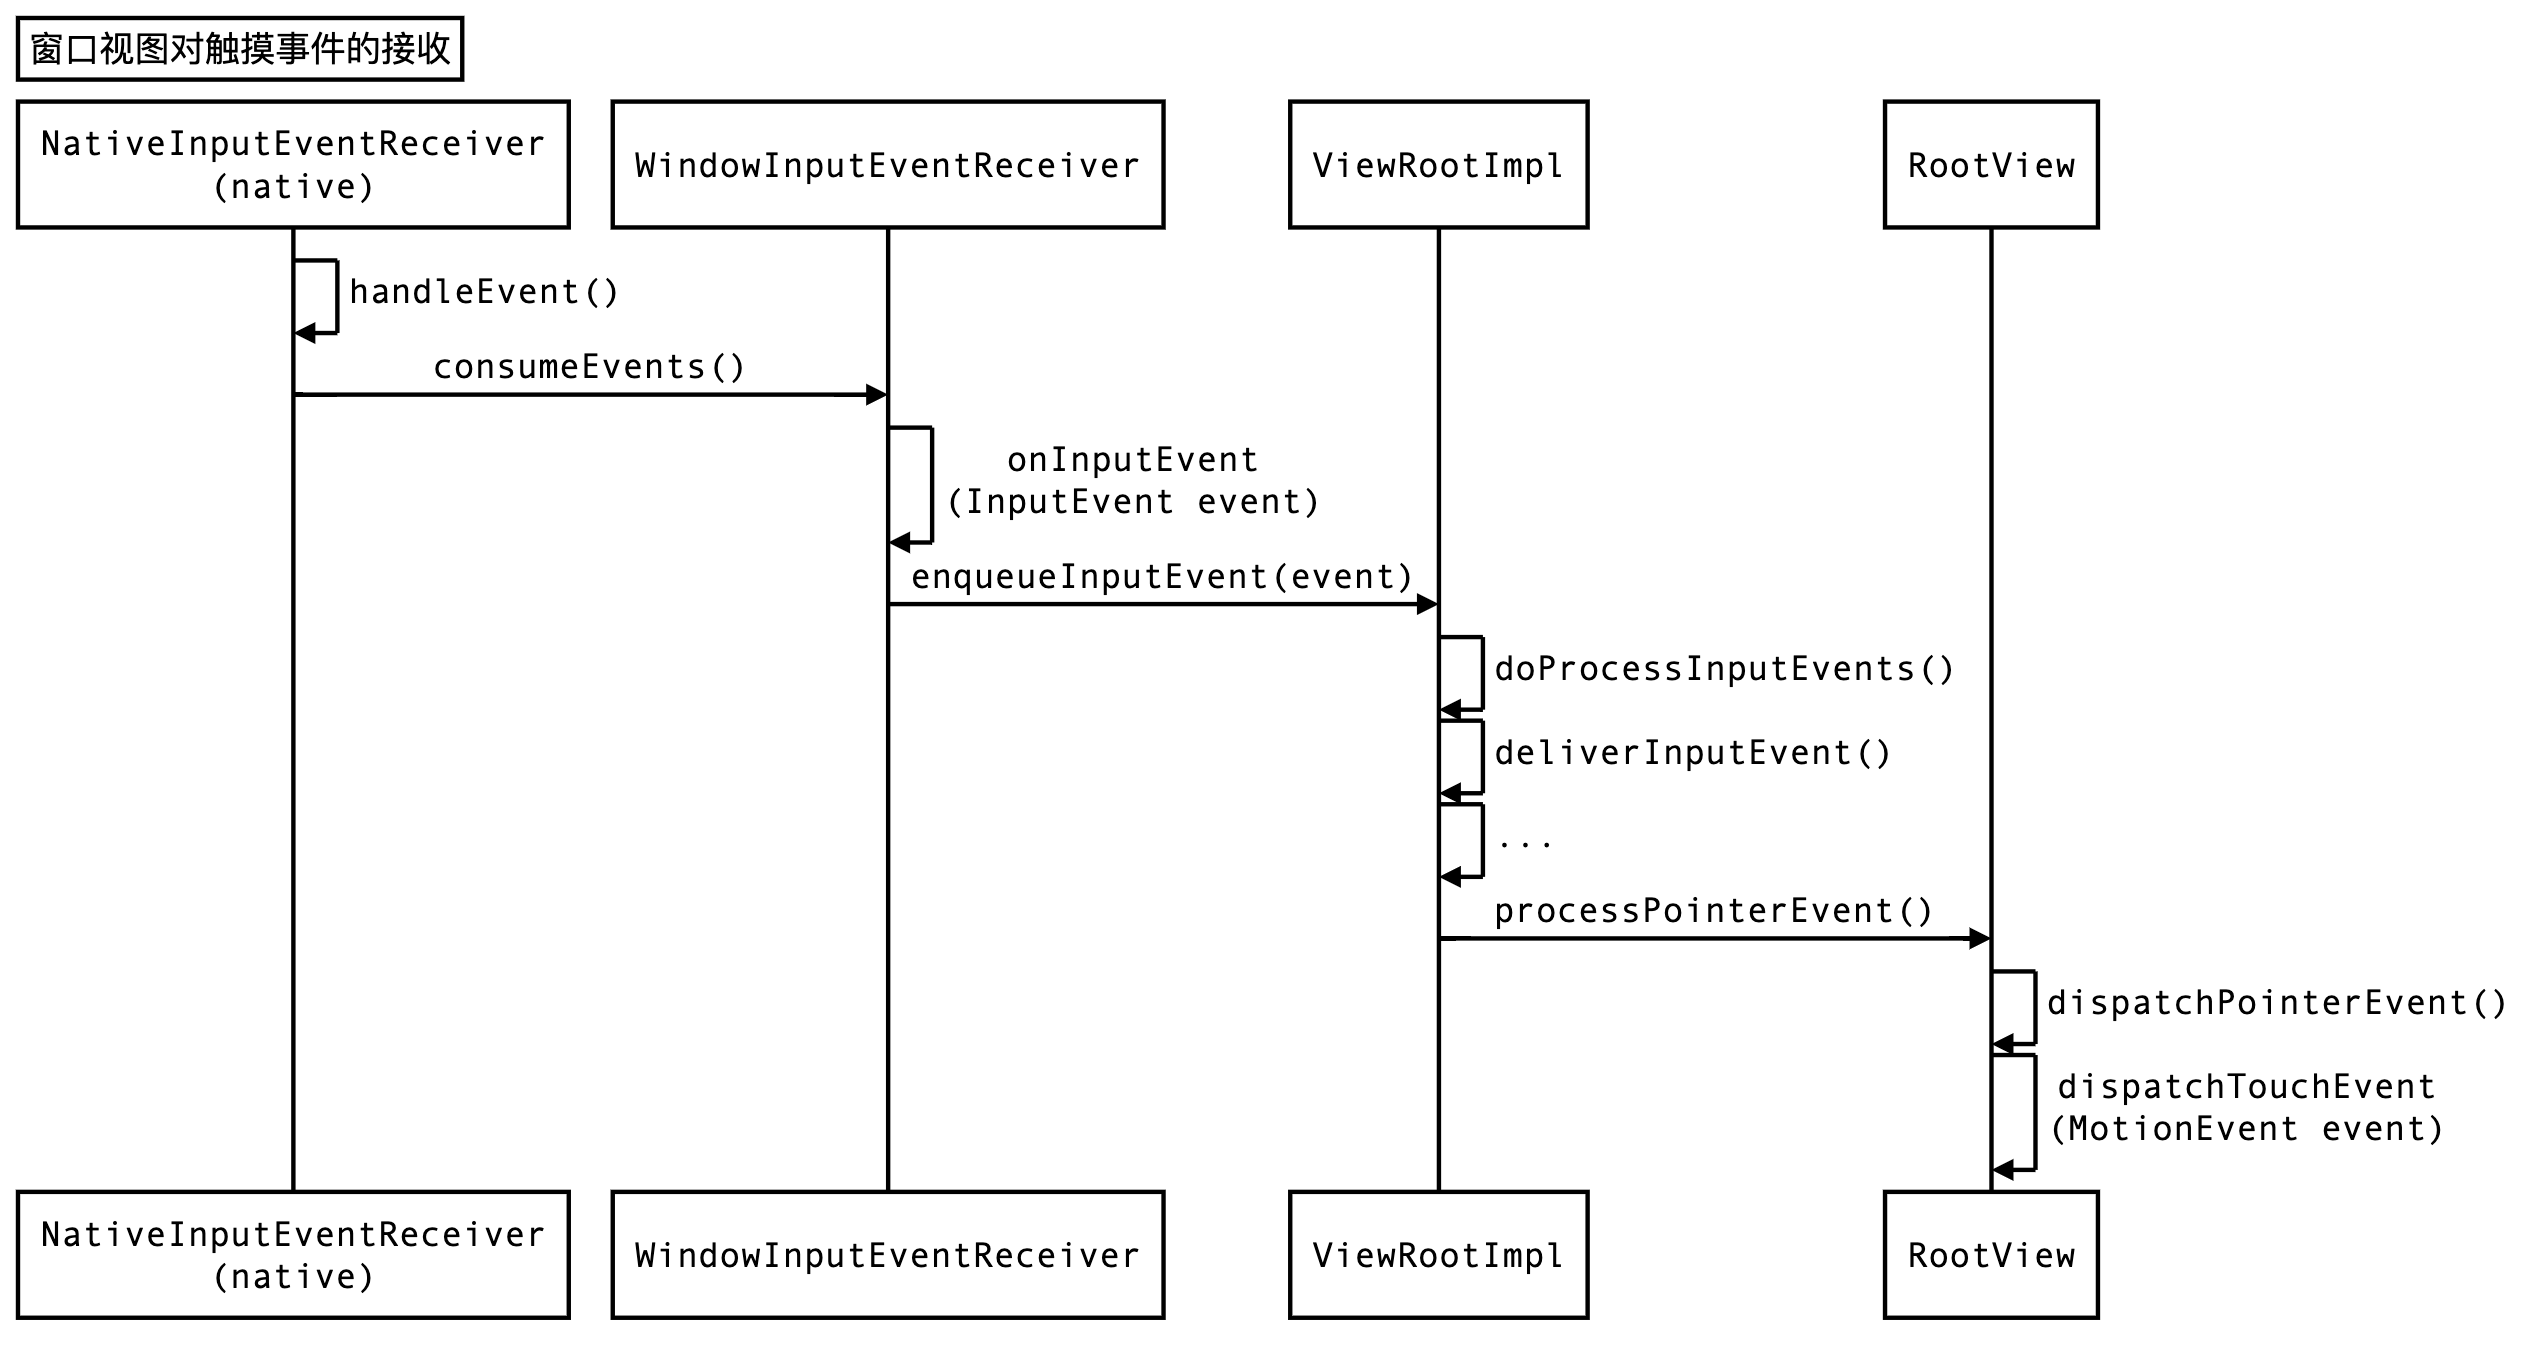 窗口视图对触摸事件的接收
NativeInputEventReceiver
(native)
WindowInputEventReceiver
ViewRootImpl
RootView
handleEvent()
consumeEvents()
onInputEvent
(InputEvent event)
enqueueInputEvent(event)
doProcessInputEvents()
deliverInputEvent()
...
processPointerEvent()
dispatchPointerEvent()
dispatchTouchEvent
(MotionEvent event)
NativeInputEventReceiver
(native)
WindowInputEventReceiver
ViewRootImpl
RootView